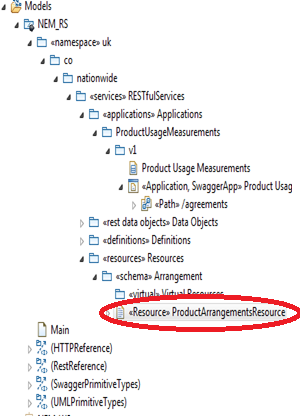 Models
NEM_RS
«namespace» uk
co
nationwide
«services» RESTfulServices
«applications» Applications
ProductUsageMeasurements
v1
Product Usage Measurements
«Application, SwaggerApp» Product Usag
«Path» /agreements
«rest data objects» Data Objects
«definitions» Definitions
«resources» Resources
«schema» Arrangement
«virtual» Virtual Resources
«Resource» ProductArrangementsResource
Main
(HTTPReference)
(RestReference)
(SwaggerPrimitiveTypes)
(UMLPrimitiveTypes)